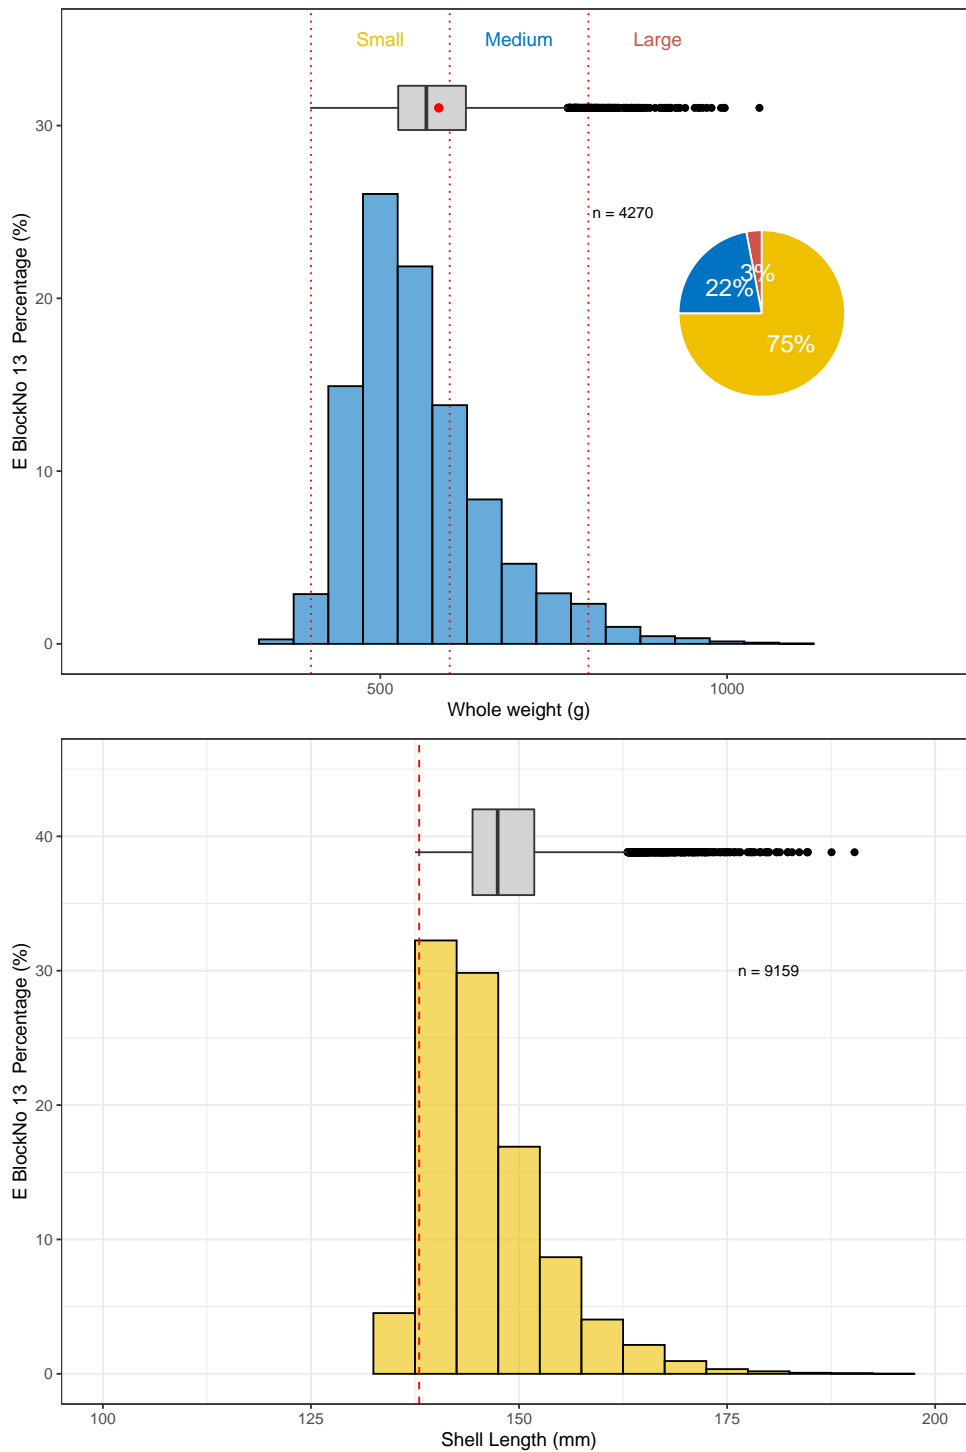 Small Medium Large
30
20
10
0
E BlockNo 13  Percentage (%)
n = 4270
3%
22%
75%
500 1000
Whole weight (g)
40
30
20
10
0
E BlockNo 13  Percentage (%)
n = 9159
100 125 150 175 200
Shell Length (mm)